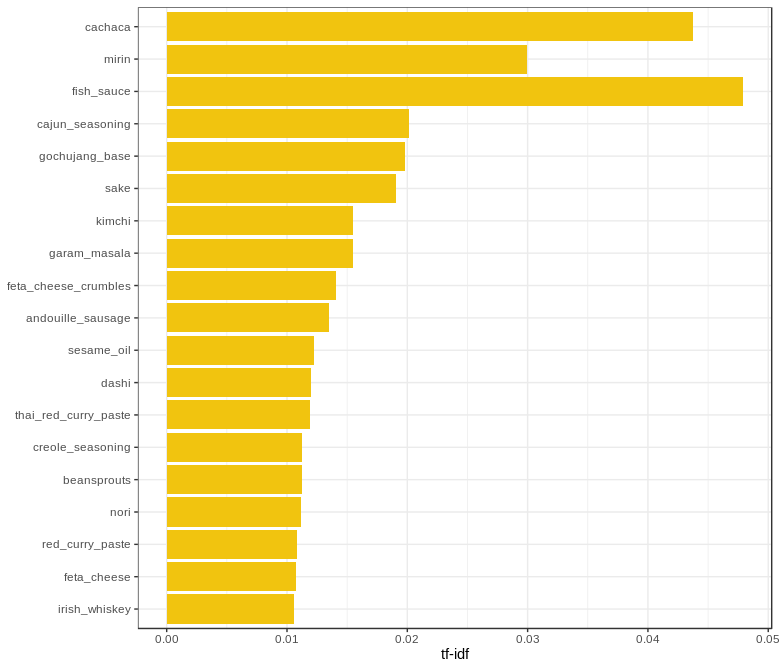 cachaca
mirin
fish_sauce
cajun_seasoning
gochujang_base
sake
kimchi
garam_masala
feta_cheese_crumbles
andouille_sausage
sesame_oil
dashi
thai_red_curry_paste
creole_seasoning
beansprouts
nori
red_curry_paste
feta_cheese
irish_whiskey
0.00 0.01 0.02 0.03 0.04 0.05
tf-idf